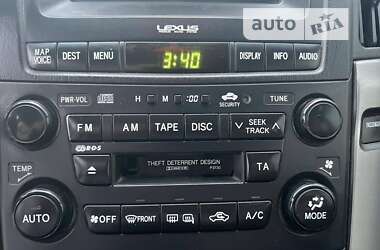 auto RIA
LEXUS
MAP VOICE DEST MENU 3:40 DISPLAY INFO AUDIO
PWR·VOL H M :00 SECURITY TUNE
FM AM TAPE DISC SEEK TRACK
R·D·S
TEMP THEFT DETERRENT DESIGN TA
AUTO OFF FRONT A/C MODE